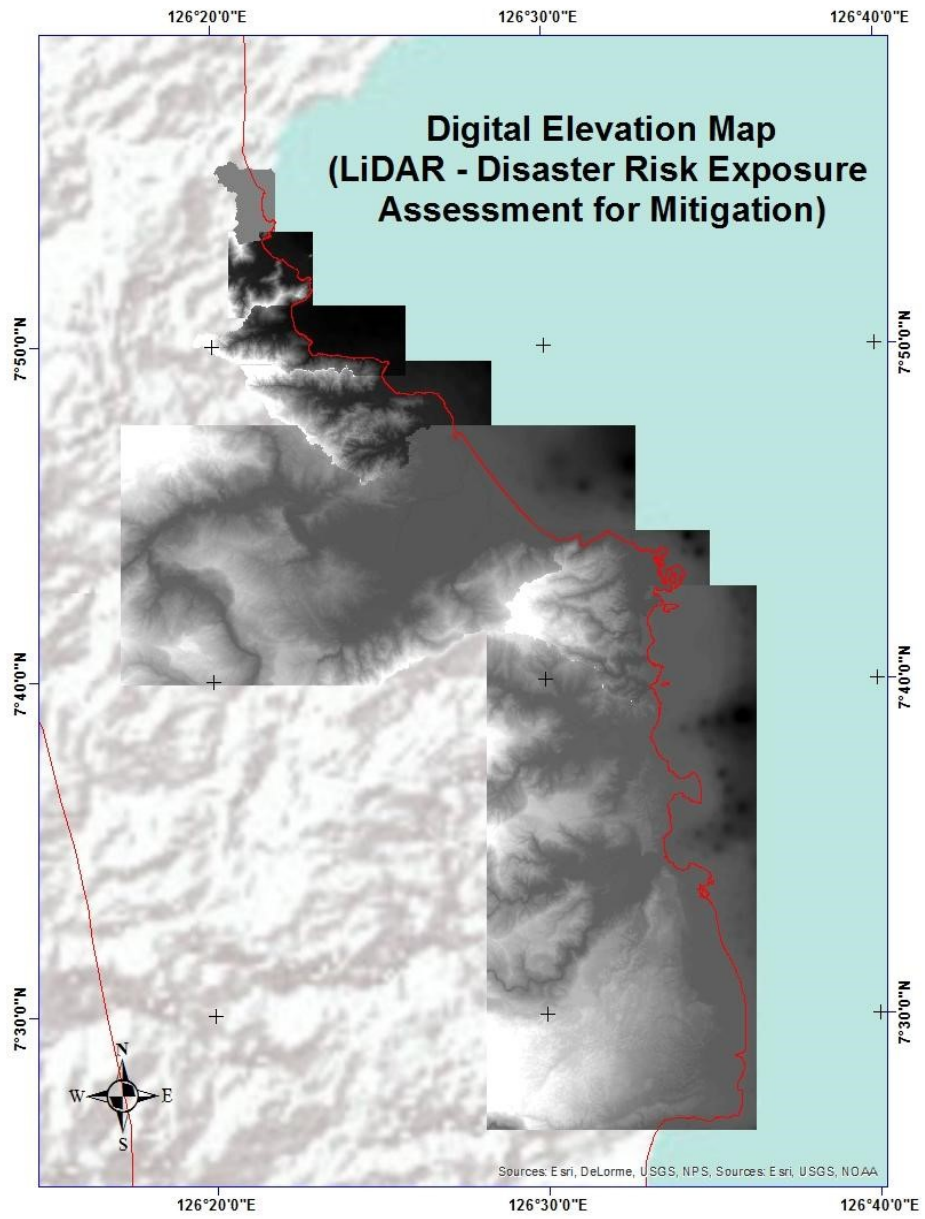 126°20'0"E
126°30'0"E
126°40'0"E
Digital Elevation Map
(LiDAR - Disaster Risk Exposure
Assessment for Mitigation)
7°50'0"N
7°50'0"N
7°40'0"N
7°40'0"N
7°30'0"N
7°30'0"N
N
W
E
S
Sources: Esri, DeLorme, USGS, NPS, Sources: Esri, USGS, NOAA
126°20'0"E
126°30'0"E
126°40'0"E